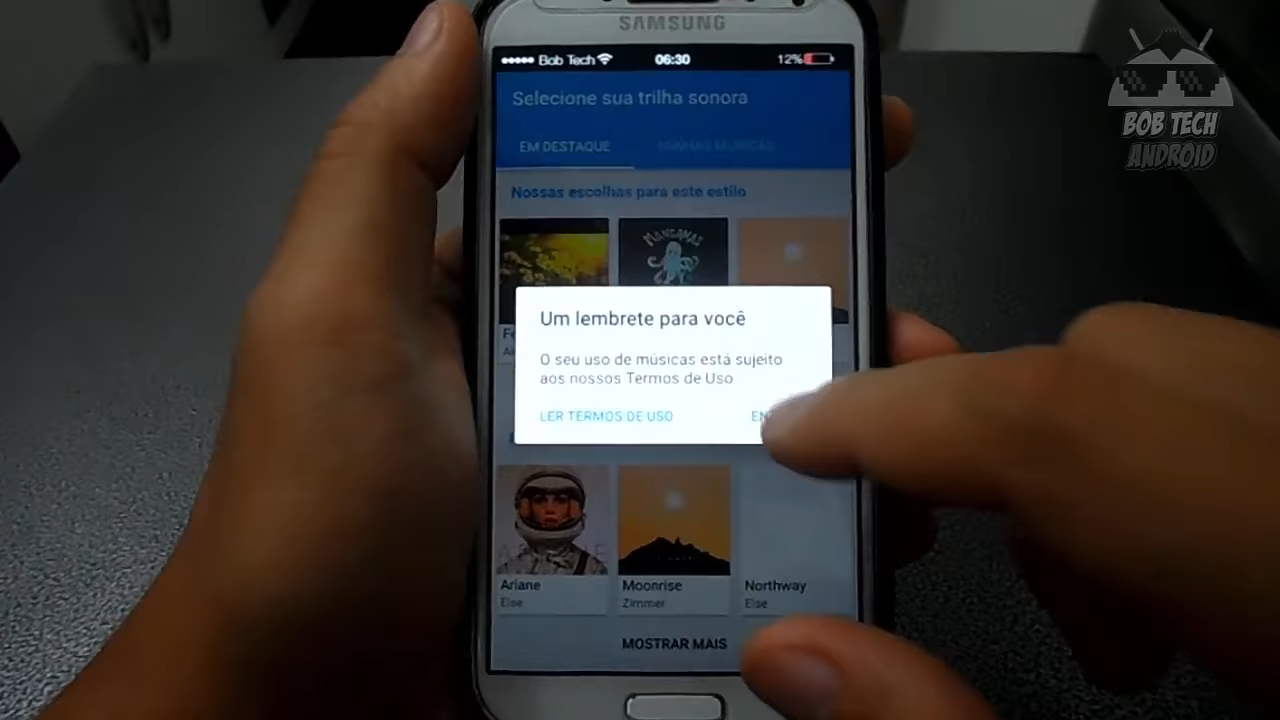 SAMSUNG
Bob Tech 06:30 12%
Selecione sua trilha sonora
EM DESTAQUE MINHAS MÚSICAS
Nossas escolhas para este estilo
Um lembrete para você
O seu uso de músicas está sujeito
aos nossos Termos de Uso
LER TERMOS DE USO
Ariane Moonrise Northway
Else Zimmer Else
MOSTRAR MAIS
BOB TECH
ANDROID